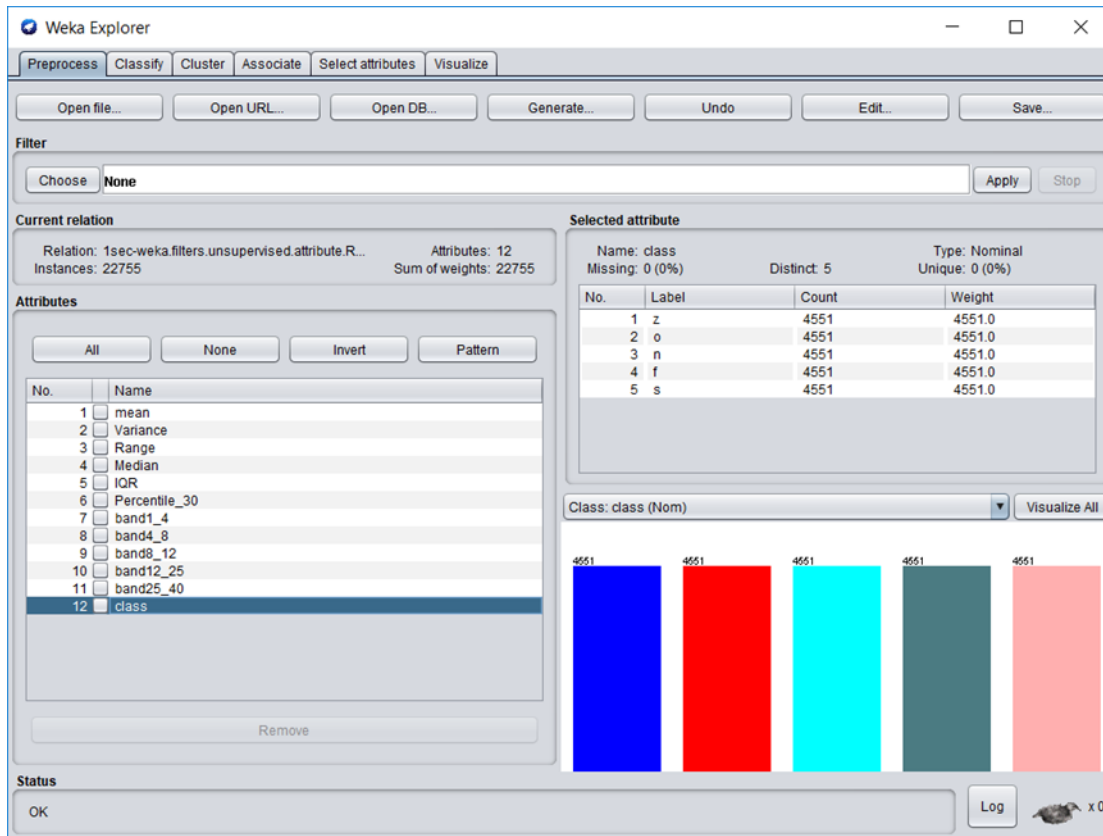 Weka Explorer
Preprocess Classify Cluster Associate Select attributes Visualize
Open file... Open URL... Open DB... Generate... Undo Edit... Save...
Filter
Choose None Apply Stop
Current relation
Relation: 1sec-weka.filters.unsupervised.attribute.R... Attributes: 12
Instances: 22755 Sum of weights: 22755
Attributes
All None Invert Pattern
No. Name
1 mean
2 Variance
3 Range
4 Median
5 IQR
6 Percentile_30
7 band1_4
8 band4_8
9 band8_12
10 band12_25
11 band25_40
12 class
Remove
Selected attribute
Name: class Type: Nominal
Missing: 0 (0%) Distinct: 5 Unique: 0 (0%)
No. Label Count Weight
1 z 4551 4551.0
2 o 4551 4551.0
3 n 4551 4551.0
4 f 4551 4551.0
5 s 4551 4551.0
Class: class (Nom) Visualize All
4551 4551 4551 4551 4551
Status
OK Log x 0